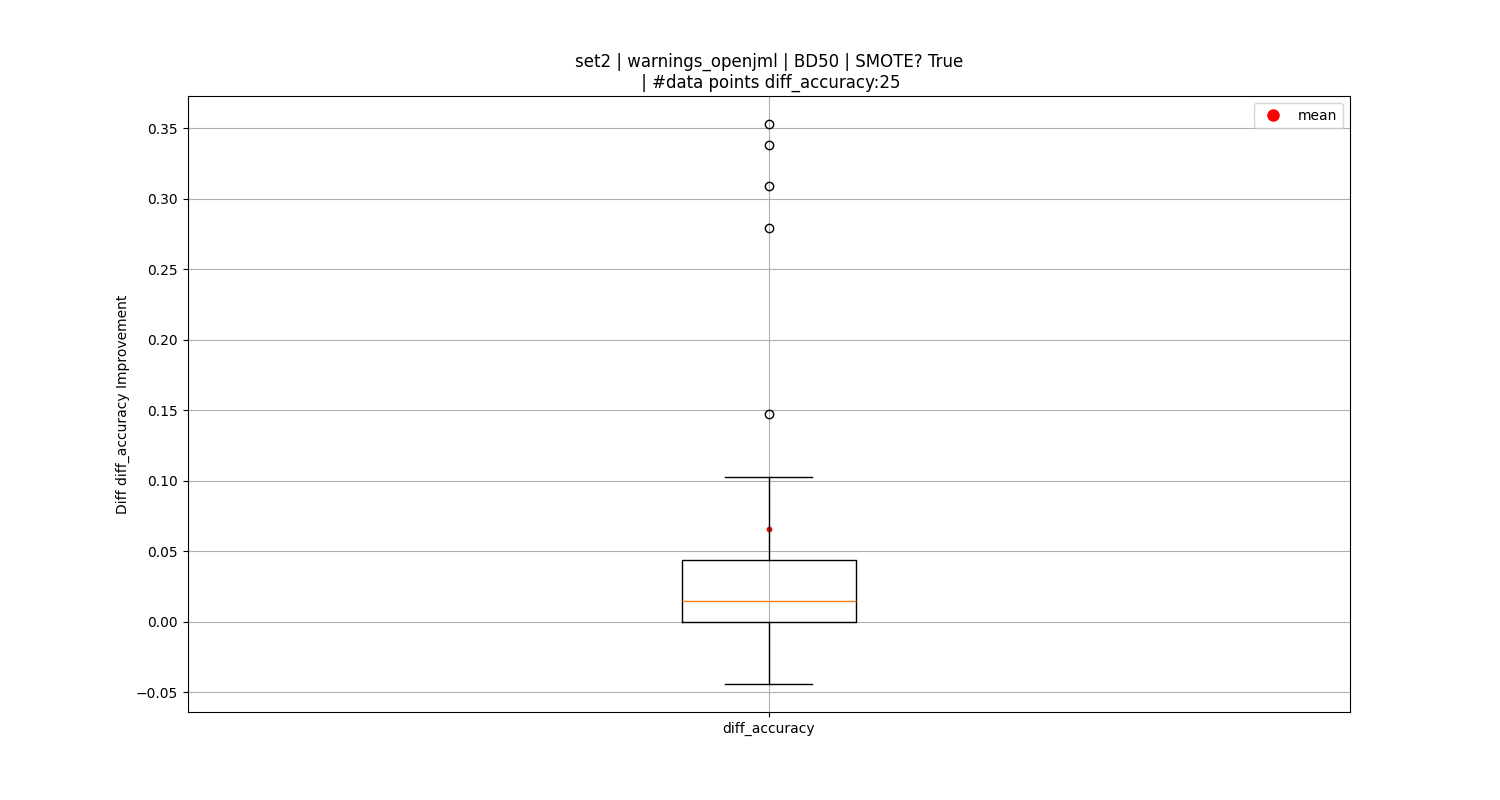 set2 | warnings_openjml | BD50 | SMOTE? True
| #data points diff_accuracy:25
mean
0.35
0.30
0.25
0.20
0.15
0.10
0.05
0.00
−0.05
Diff diff_accuracy Improvement
diff_accuracy